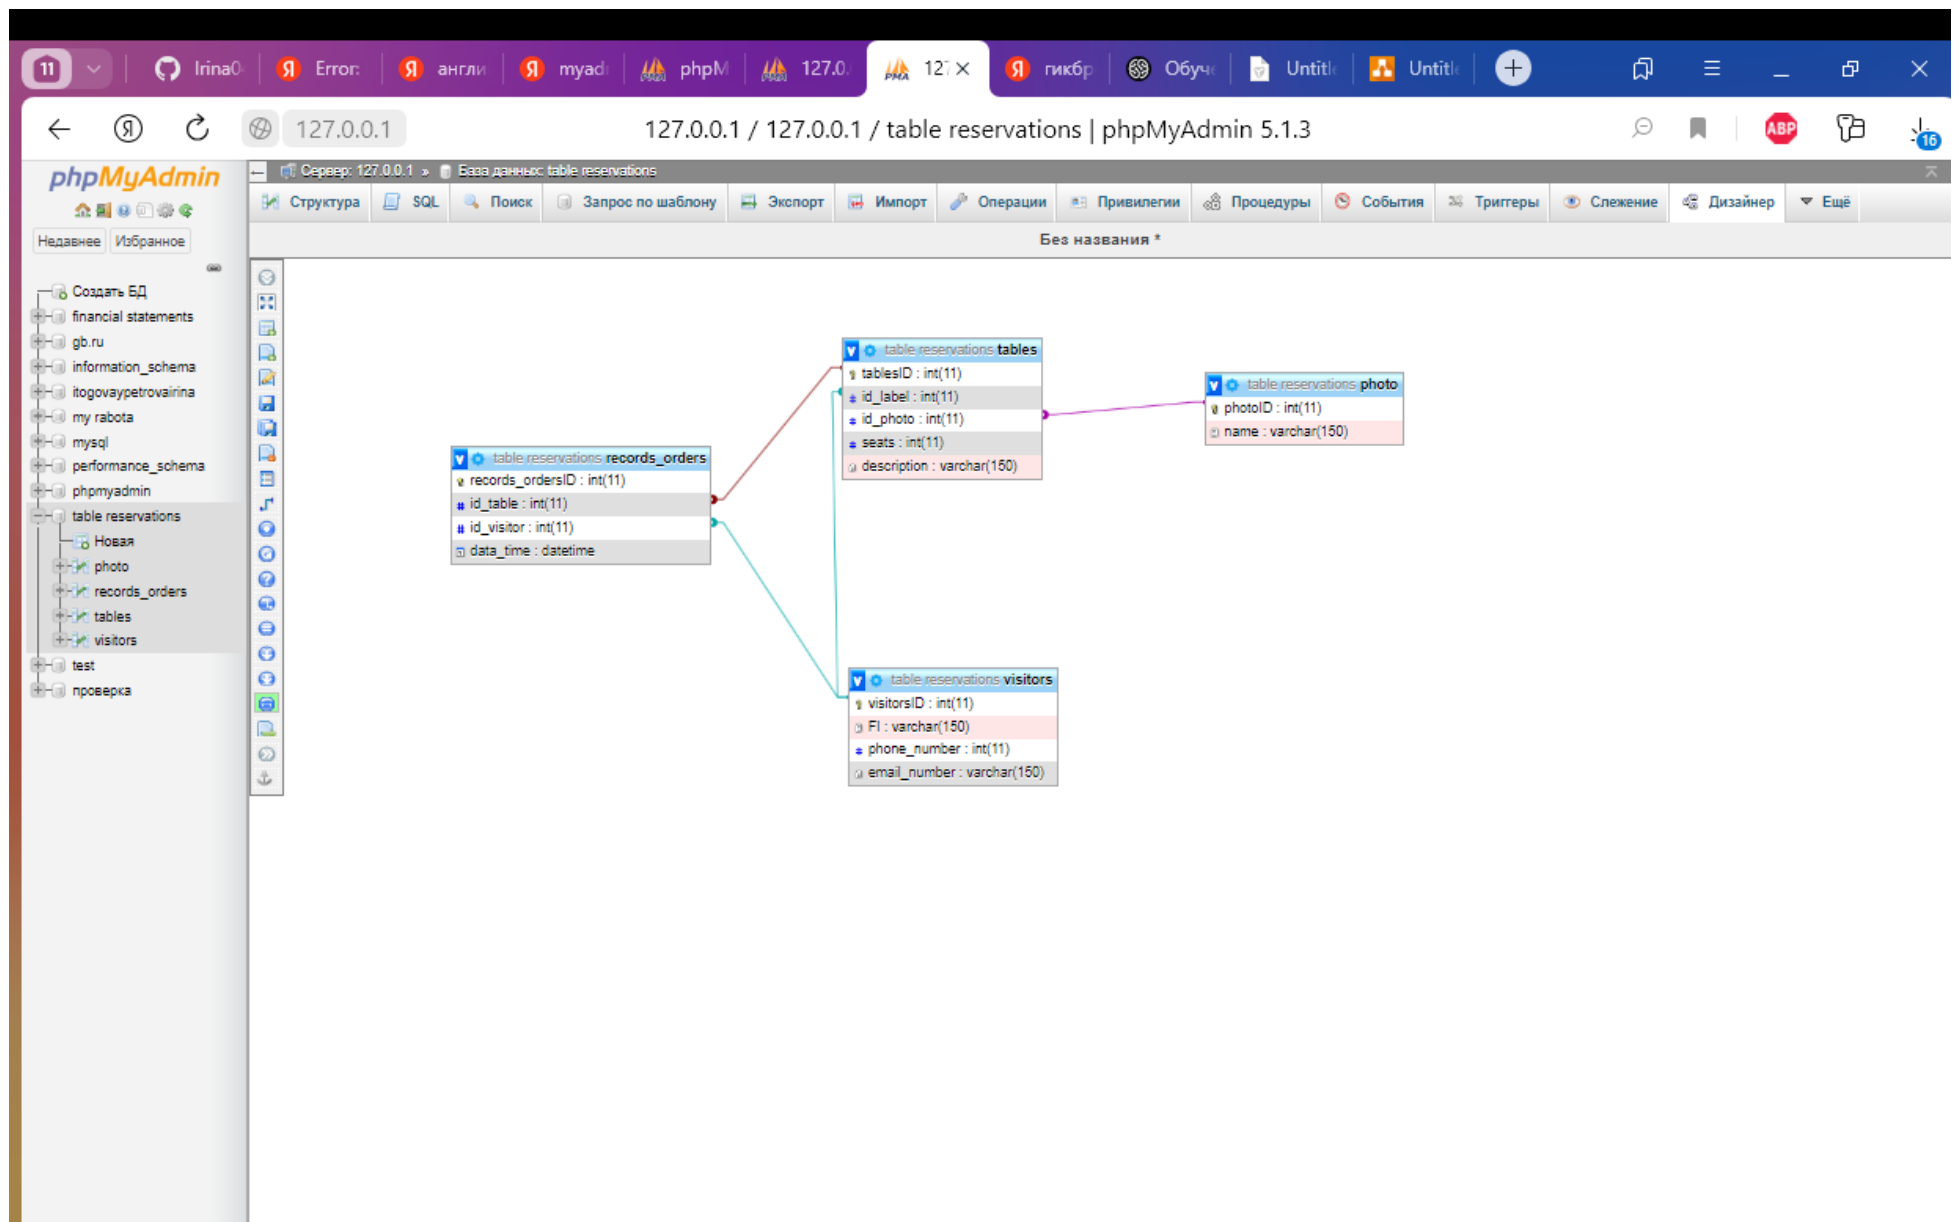 11 Irina0 Error: англи myadi phpM 127.0. 127 гикбр Обуче Untitle Untitle
127.0.0.1 127.0.0.1 / 127.0.0.1 / table reservations | phpMyAdmin 5.1.3 ABP 16
phpMyAdmin
Недавнее Избранное
Создать БД
financial statements
gb.ru
information_schema
itogovaypetrovairina
my rabota
mysql
performance_schema
phpmyadmin
table reservations
Новая
photo
records_orders
tables
visitors
test
проверка
Сервер: 127.0.0.1 » База данных: table reservations
Структура SQL Поиск Запрос по шаблону Экспорт Импорт Операции Привилегии Процедуры События Триггеры Слежение Дизайнер Ещё
Без названия *
table reservations records_orders
records_ordersID : int(11)
id_table : int(11)
id_visitor : int(11)
data_time : datetime
table reservations tables
tablesID : int(11)
id_label : int(11)
id_photo : int(11)
seats : int(11)
description : varchar(150)
table reservations photo
photoID : int(11)
name : varchar(150)
table reservations visitors
visitorsID : int(11)
FI : varchar(150)
phone_number : int(11)
email_number : varchar(150)